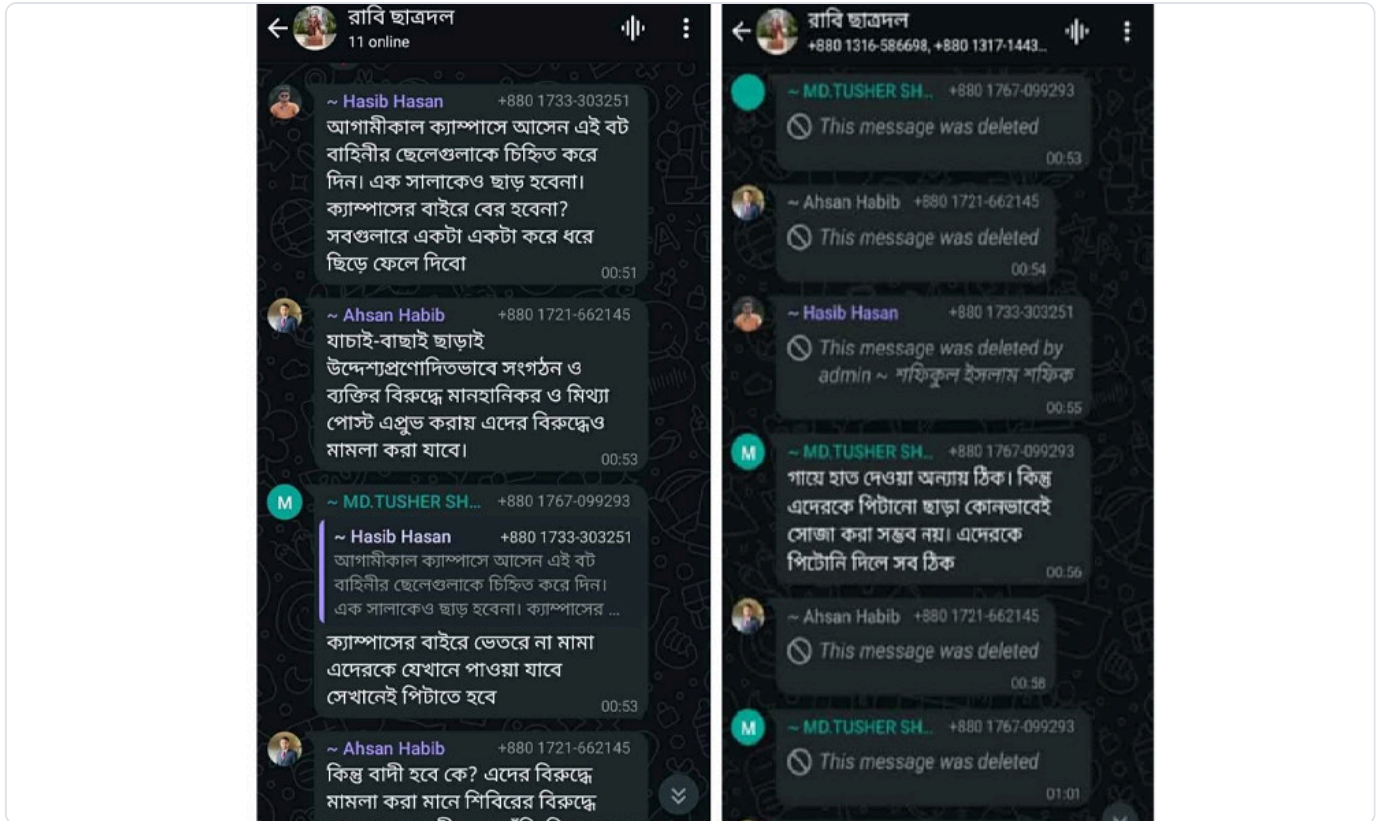 রাবি ছাত্রদল
11 online
~ Hasib Hasan +880 1733-303251
আগামীকাল ক্যাম্পাসে আসেন এই বট
বাহিনীর ছেলেগুলাকে চিহ্নিত করে
দিন। এক সালাকেও ছাড় হবেনা।
ক্যাম্পাসের বাইরে বের হবেনা?
সবগুলারে একটা একটা করে ধরে
ছিড়ে ফেলে দিবো
00:51
~ Ahsan Habib +880 1721-662145
যাচাই-বাছাই ছাড়াই
উদ্দেশ্যপ্রণোদিতভাবে সংগঠন ও
ব্যক্তির বিরুদ্ধে মানহানিকর ও মিথ্যা
পোস্ট এপ্রুভ করায় এদের বিরুদ্ধেও
মামলা করা যাবে।
00:53
M
~ MD.TUSHER SH... +880 1767-099293
~ Hasib Hasan +880 1733-303251
আগামীকাল ক্যাম্পাসে আসেন এই বট
বাহিনীর ছেলেগুলাকে চিহ্নিত করে দিন।
এক সালাকেও ছাড় হবেনা। ক্যাম্পাসের ...
ক্যাম্পাসের বাইরে ভেতরে না মামা
এদেরকে যেখানে পাওয়া যাবে
সেখানেই পিটাতে হবে
00:53
~ Ahsan Habib +880 1721-662145
কিন্তু বাদী হবে কে? এদের বিরুদ্ধে
মামলা করা মানে শিবিরের বিরুদ্ধে
রাবি ছাত্রদল
+880 1316-586698, +880 1317-1443...
~ MD.TUSHER SH... +880 1767-099293
This message was deleted
00:53
~ Ahsan Habib +880 1721-662145
This message was deleted
00:54
~ Hasib Hasan +880 1733-303251
This message was deleted by
admin ~ শফিকুল ইসলাম শফিক
00:55
M
~ MD.TUSHER SH... +880 1767-099293
গায়ে হাত দেওয়া অন্যায় ঠিক। কিন্তু
এদেরকে পিটানো ছাড়া কোনভাবেই
সোজা করা সম্ভব নয়। এদেরকে
পিটোনি দিলে সব ঠিক
00:56
~ Ahsan Habib +880 1721-662145
This message was deleted
00:58
M
~ MD.TUSHER SH... +880 1767-099293
This message was deleted
01:01